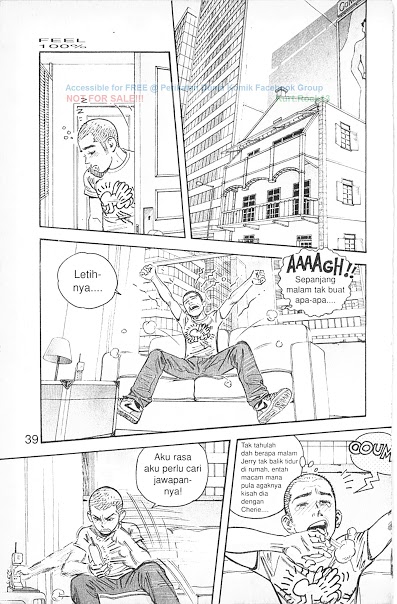 FEEL
100%
Accessible for FREE @ Peminat Dunia Komik Facebook Group
NOT FOR SALE!!!
Letih-
nya....
AAAAGH!!
Sepanjang
malam tak buat
apa-apa....
39
Aku rasa
aku perlu cari
jawapan-
nya!
Tak tahulah
dah berapa malam
Jerry tak balik tidur
di rumah, entah
macam mana
pula agaknya
kisah dia
dengan
Cherie....